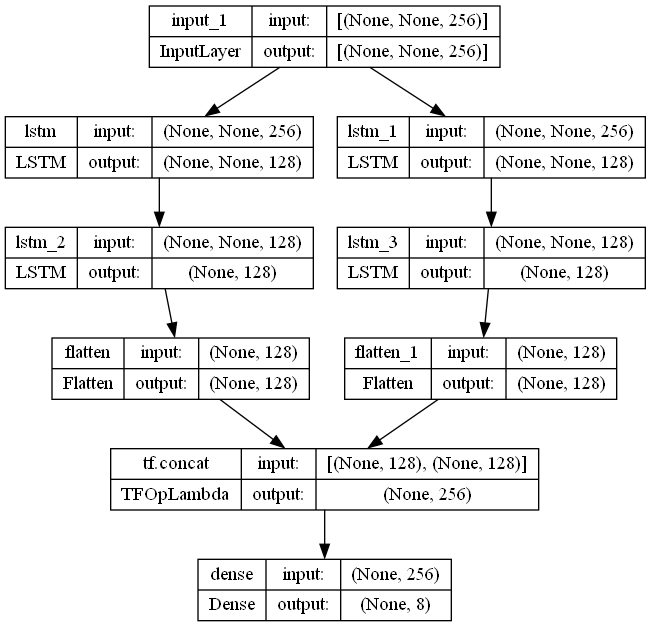 input_1 input: [(None, None, 256)]
InputLayer output: [(None, None, 256)]
lstm input: (None, None, 256)
LSTM output: (None, None, 128)
lstm_1 input: (None, None, 256)
LSTM output: (None, None, 128)
lstm_2 input: (None, None, 128)
LSTM output: (None, 128)
lstm_3 input: (None, None, 128)
LSTM output: (None, 128)
flatten input: (None, 128)
Flatten output: (None, 128)
flatten_1 input: (None, 128)
Flatten output: (None, 128)
tf.concat input: [(None, 128), (None, 128)]
TFOpLambda output: (None, 256)
dense input: (None, 256)
Dense output: (None, 8)